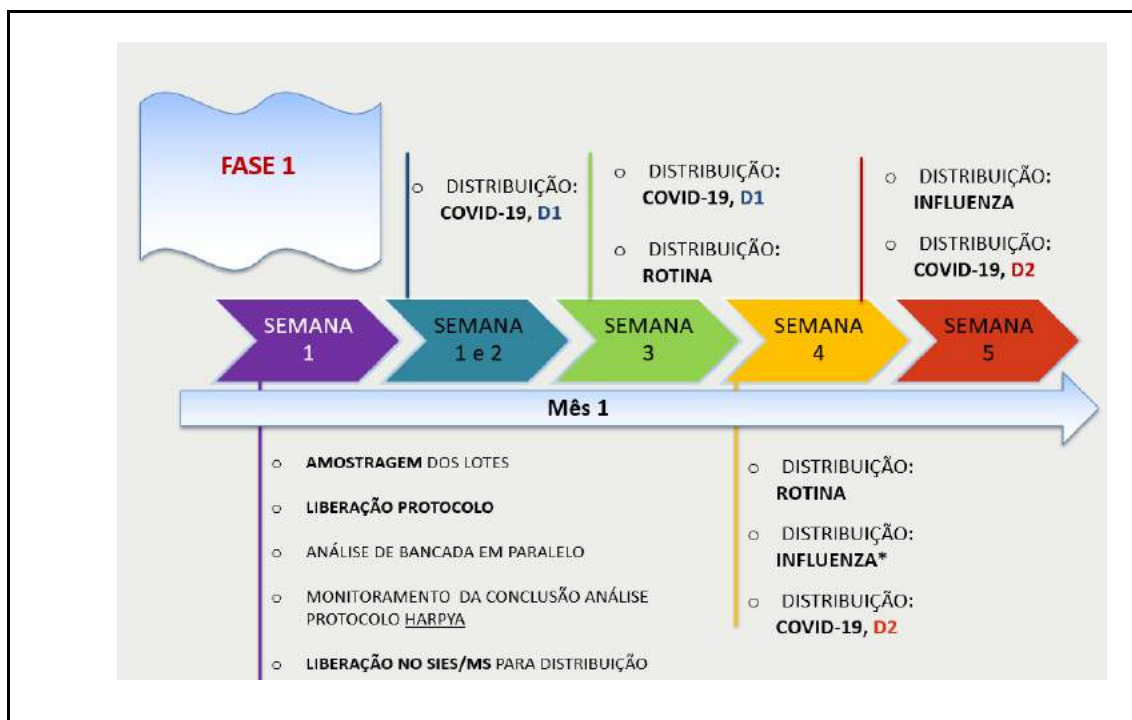 FASE 1
o DISTRIBUIÇÃO:
COVID-19, D1
o DISTRIBUIÇÃO:
COVID-19, D1
o DISTRIBUIÇÃO:
ROTINA
o DISTRIBUIÇÃO:
INFLUENZA
o DISTRIBUIÇÃO:
COVID-19, D2
SEMANA
1
SEMANA
1 e 2
SEMANA
3
SEMANA
4
SEMANA
5
Mês 1
o AMOSTRAGEM DOS LOTES
o LIBERAÇÃO PROTOCOLO
o ANÁLISE DE BANCADA EM PARALELO
o MONITORAMENTO DA CONCLUSÃO ANÁLISE
PROTOCOLO HARPYA
o LIBERAÇÃO NO SIES/MS PARA DISTRIBUIÇÃO
o DISTRIBUIÇÃO:
ROTINA
o DISTRIBUIÇÃO:
INFLUENZA*
o DISTRIBUIÇÃO:
COVID-19, D2